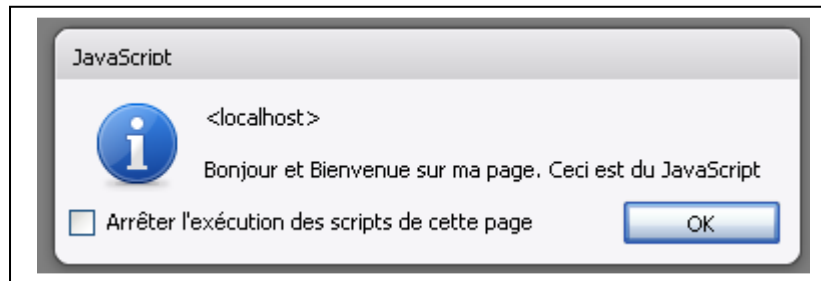 JavaScript
<localhost>
Bonjour et Bienvenue sur ma page. Ceci est du JavaScript
Arrêter l'exécution des scripts de cette page
OK